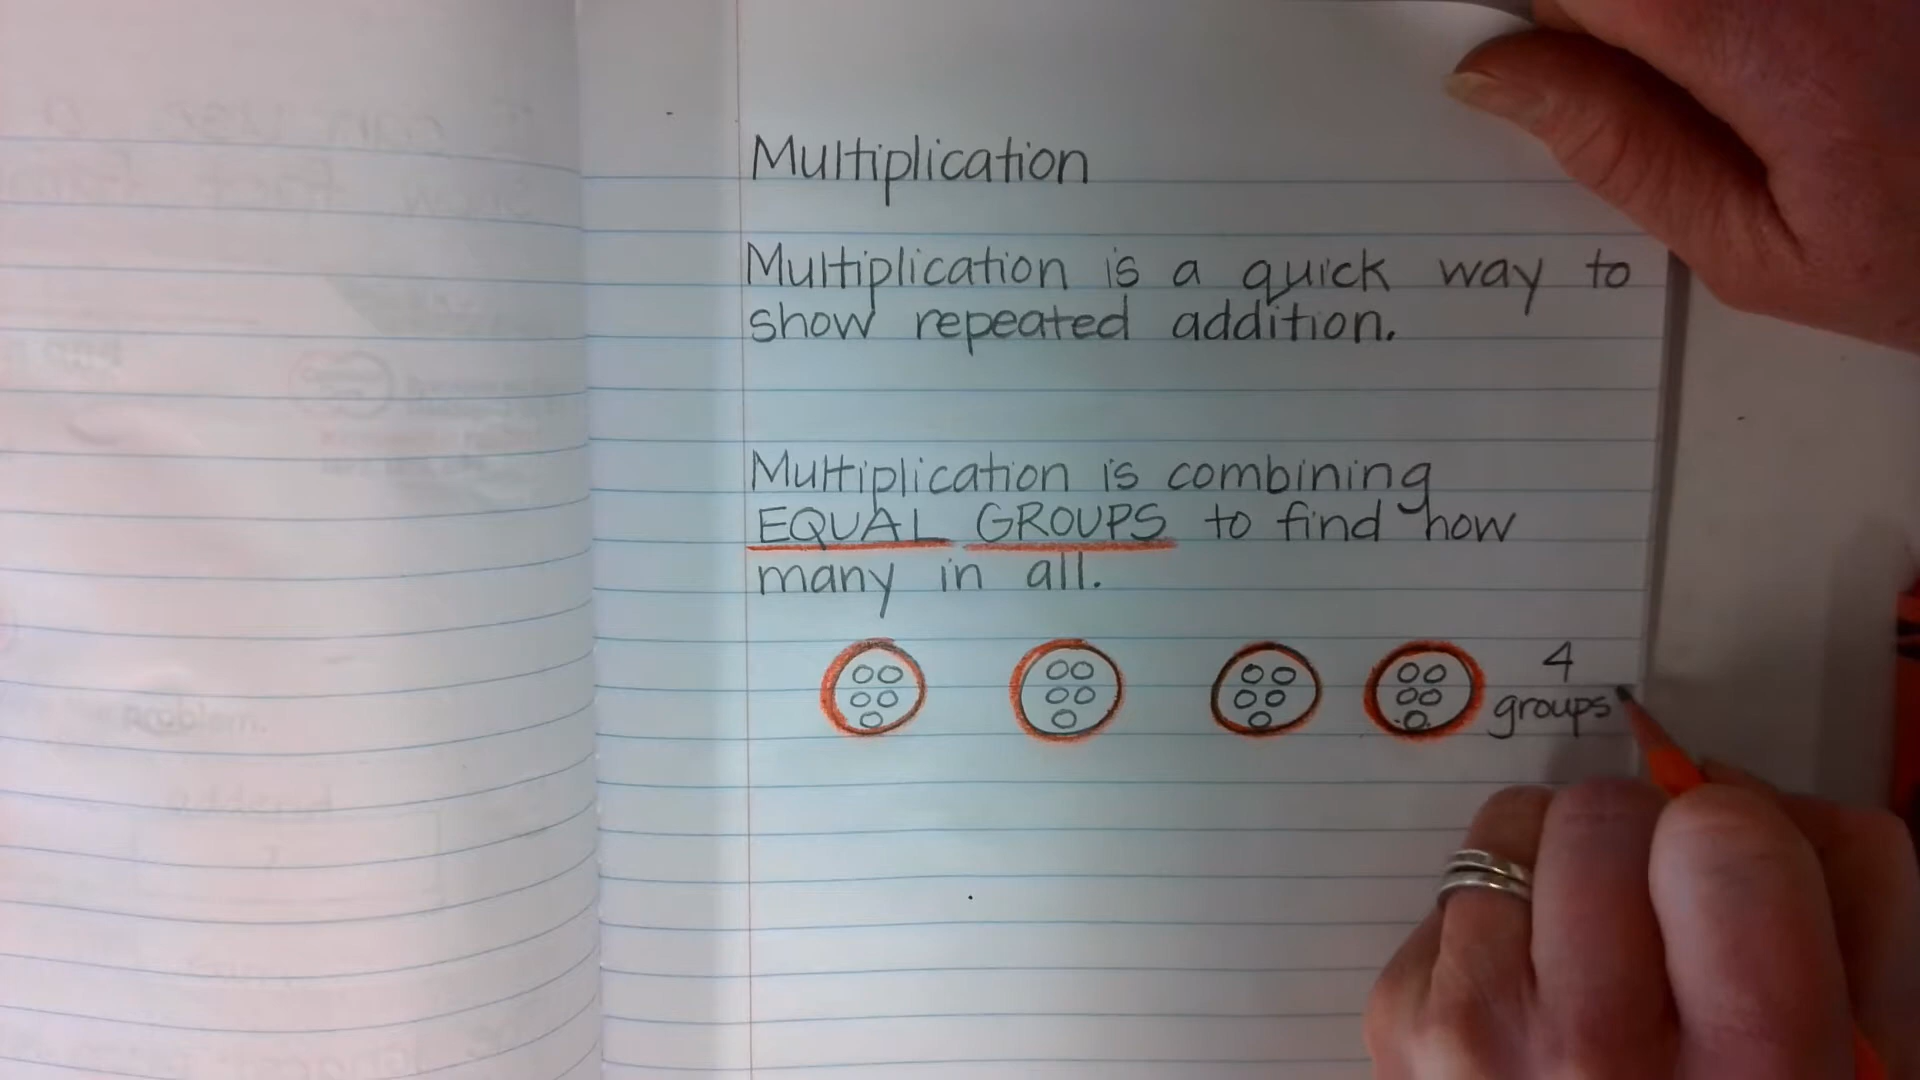 Multiplication
Multiplication is a quick way to
show repeated addition.
Multiplication is combining
EQUAL GROUPS to find how
many in all.
4
groups